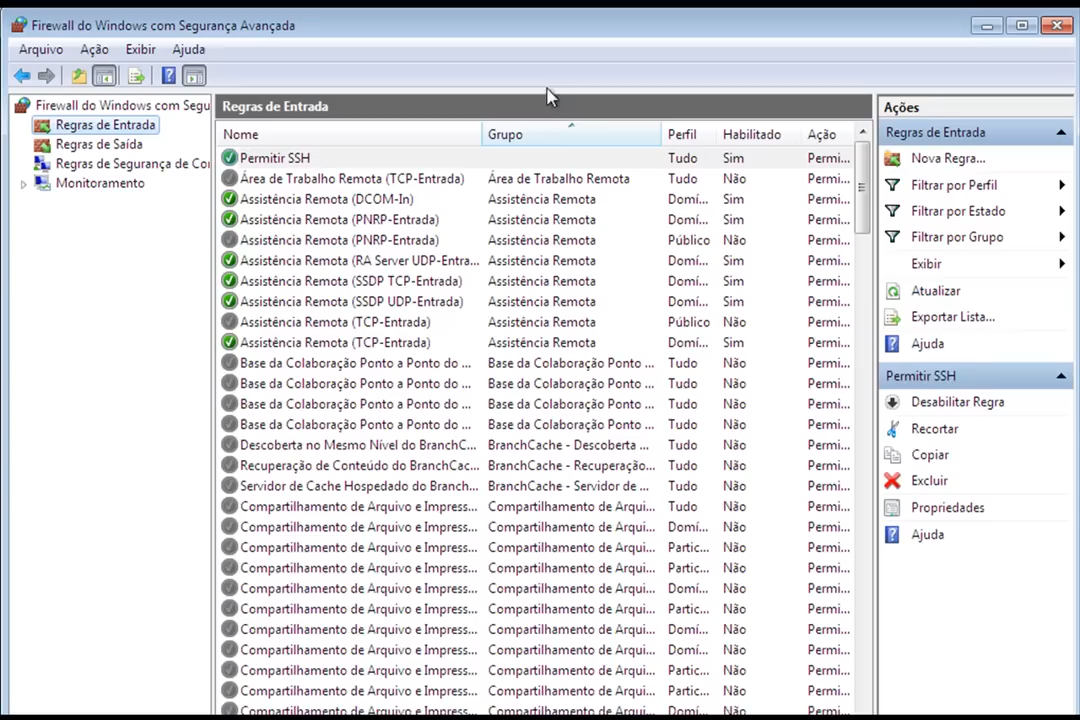 Firewall do Windows com Segurança Avançada
Arquivo Ação Exibir Ajuda
Firewall do Windows com Segu
Regras de Entrada
Regras de Saída
Regras de Segurança de Co
Monitoramento
Regras de Entrada
Nome Grupo Perfil Habilitado Ação
Permitir SSH Tudo Sim Permi...
Área de Trabalho Remota (TCP-Entrada) Área de Trabalho Remota Tudo Não Permi...
Assistência Remota (DCOM-In) Assistência Remota Domí... Sim Permi...
Assistência Remota (PNRP-Entrada) Assistência Remota Domí... Sim Permi...
Assistência Remota (PNRP-Entrada) Assistência Remota Público Não Permi...
Assistência Remota (RA Server UDP-Entra... Assistência Remota Domí... Sim Permi...
Assistência Remota (SSDP TCP-Entrada) Assistência Remota Domí... Sim Permi...
Assistência Remota (SSDP UDP-Entrada) Assistência Remota Domí... Sim Permi...
Assistência Remota (TCP-Entrada) Assistência Remota Público Não Permi...
Assistência Remota (TCP-Entrada) Assistência Remota Domí... Sim Permi...
Base da Colaboração Ponto a Ponto do ... Base da Colaboração Ponto ... Tudo Não Permi...
Base da Colaboração Ponto a Ponto do ... Base da Colaboração Ponto ... Tudo Não Permi...
Base da Colaboração Ponto a Ponto do ... Base da Colaboração Ponto ... Tudo Não Permi...
Base da Colaboração Ponto a Ponto do ... Base da Colaboração Ponto ... Tudo Não Permi...
Descoberta no Mesmo Nível do BranchC... BranchCache - Descoberta ... Tudo Não Permi...
Recuperação de Conteúdo do BranchCac... BranchCache - Recuperação... Tudo Não Permi...
Servidor de Cache Hospedado do Branch... BranchCache - Servidor de ... Tudo Não Permi...
Compartilhamento de Arquivo e Impress... Compartilhamento de Arqui... Tudo Não Permi...
Compartilhamento de Arquivo e Impress... Compartilhamento de Arqui... Domí... Não Permi...
Compartilhamento de Arquivo e Impress... Compartilhamento de Arqui... Partic... Não Permi...
Compartilhamento de Arquivo e Impress... Compartilhamento de Arqui... Partic... Não Permi...
Compartilhamento de Arquivo e Impress... Compartilhamento de Arqui... Domí... Não Permi...
Compartilhamento de Arquivo e Impress... Compartilhamento de Arqui... Partic... Não Permi...
Compartilhamento de Arquivo e Impress... Compartilhamento de Arqui... Domí... Não Permi...
Compartilhamento de Arquivo e Impress... Compartilhamento de Arqui... Domí... Não Permi...
Compartilhamento de Arquivo e Impress... Compartilhamento de Arqui... Partic... Não Permi...
Compartilhamento de Arquivo e Impress... Compartilhamento de Arqui... Partic... Não Permi...
Compartilhamento de Arquivo e Impress... Compartilhamento de Arqui... Domí... Não Permi...
Ações
Regras de Entrada
Nova Regra...
Filtrar por Perfil
Filtrar por Estado
Filtrar por Grupo
Exibir
Atualizar
Exportar Lista...
Ajuda
Permitir SSH
Desabilitar Regra
Recortar
Copiar
Excluir
Propriedades
Ajuda